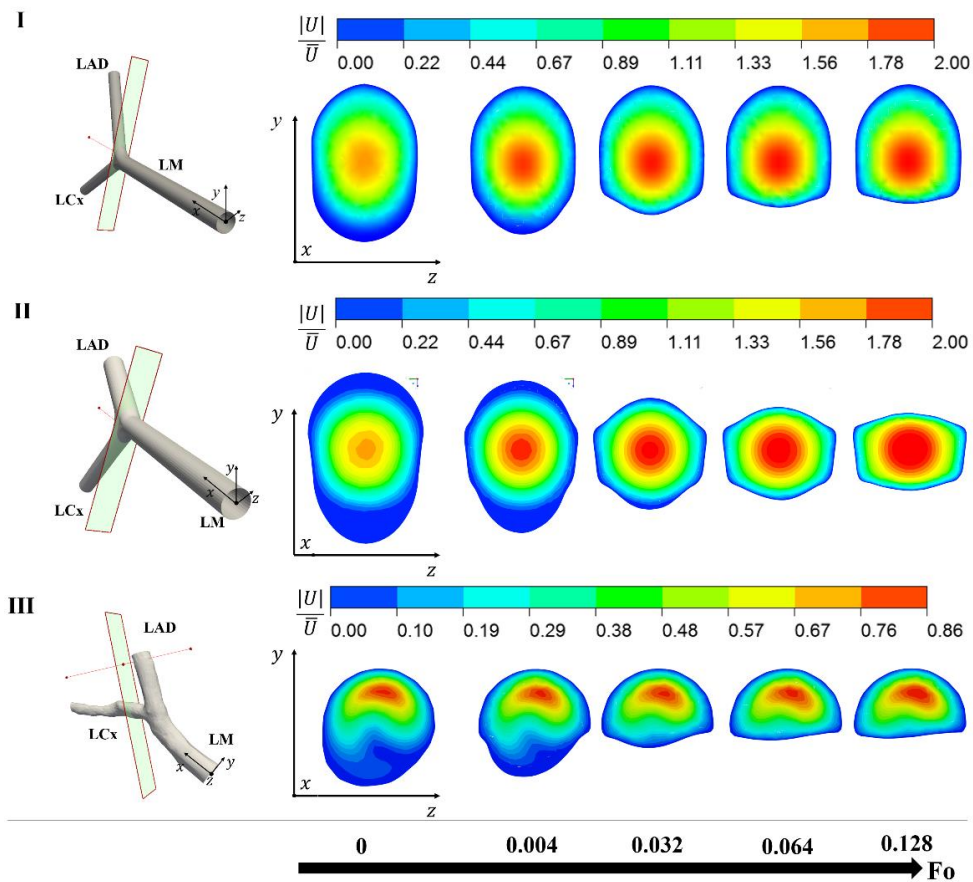 I
|U|
U̅
0.00 0.22 0.44 0.67 0.89 1.11 1.33 1.56 1.78 2.00
LAD
LM
LCx
y
x
z
y
x
z
II
|U|
U̅
0.00 0.22 0.44 0.67 0.89 1.11 1.33 1.56 1.78 2.00
LAD
LCx
LM
y
x
z
y
x
z
III
|U|
U̅
0.00 0.10 0.19 0.29 0.38 0.48 0.57 0.67 0.76 0.86
LAD
LCx
LM
x
z
y
y
x
z
0 0.004 0.032 0.064 0.128
Fo